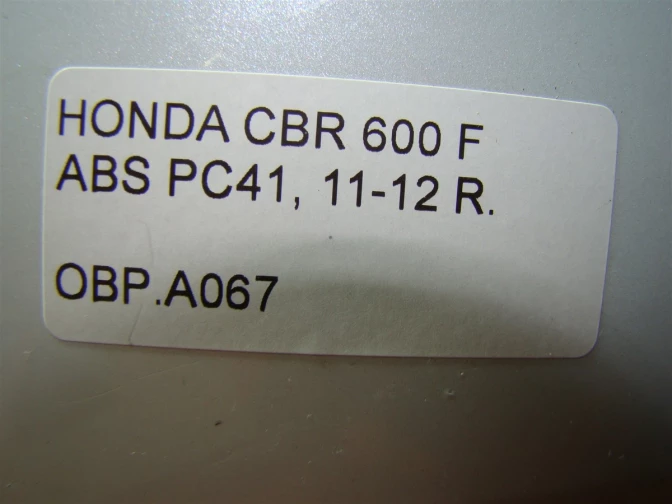 HONDA CBR 600 F
ABS PC41, 11-12 R.
OBP.A067